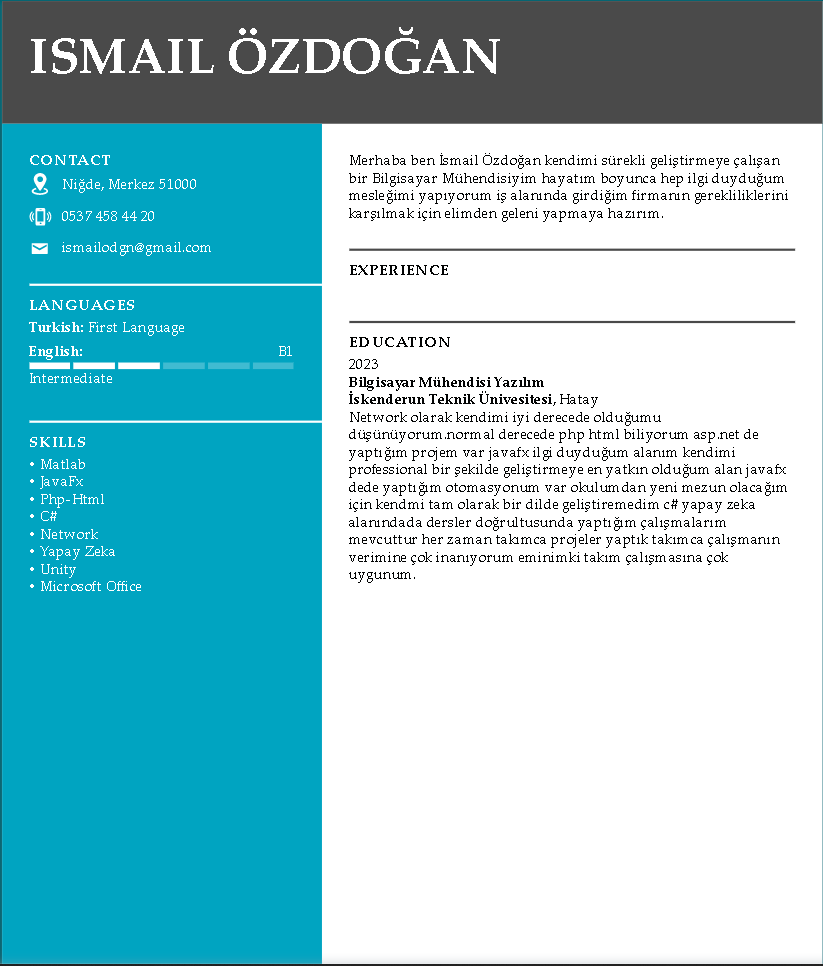 ISMAIL ÖZDOĞAN
CONTACT
Niğde, Merkez 51000
0537 458 44 20
ismailodgn@gmail.com
LANGUAGES
Turkish: First Language
English: B1
Intermediate
SKILLS
• Matlab
• JavaFx
• Php-Html
• C#
• Network
• Yapay Zeka
• Unity
• Microsoft Office
Merhaba ben İsmail Özdoğan kendimi sürekli geliştirmeye çalışan
bir Bilgisayar Mühendisiyim hayatım boyunca hep ilgi duyduğum
mesleğimi yapıyorum iş alanında girdiğim firmanın gerekliliklerini
karşılmak için elimden geleni yapmaya hazırım.
EXPERIENCE
EDUCATION
2023
Bilgisayar Mühendisi Yazılım
İskenderun Teknik Ünivesitesi, Hatay
Network olarak kendimi iyi derecede olduğumu
düşünüyorum.normal derecede php html biliyorum asp.net de
yaptığım projem var javafx ilgi duyduğum alanım kendimi
professional bir şekilde geliştirmeye en yatkın olduğum alan javafx
dede yaptığım otomasyonum var okulumdan yeni mezun olacağım
için kendmi tam olarak bir dilde geliştiremedim c# yapay zeka
alanındada dersler doğrultusunda yaptığım çalışmalarım
mevcuttur her zaman takımca projeler yaptık takımca çalışmanın
verimine çok inanıyorum eminimki takım çalışmasına çok
uygunum.